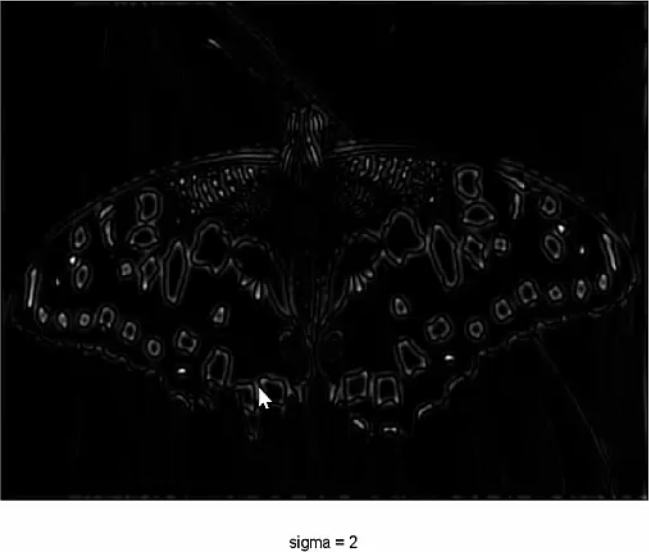 sigma = 2